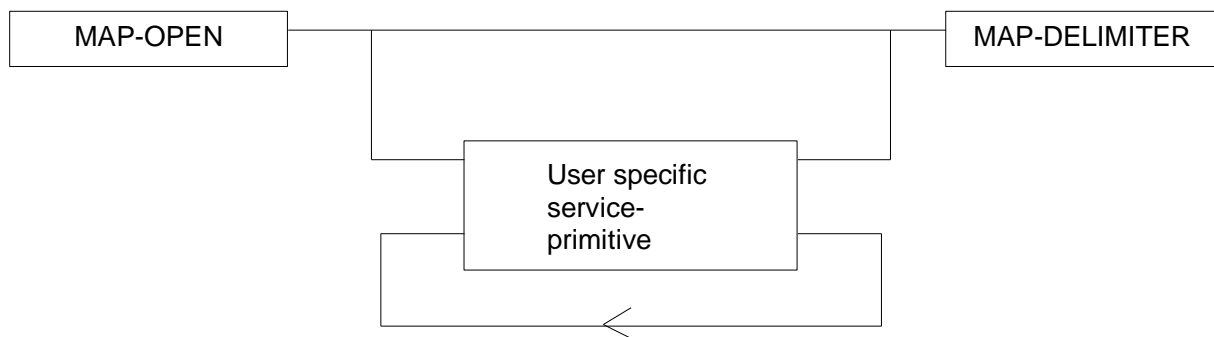 MAP-OPEN
MAP-DELIMITER
User specific
service-
primitive